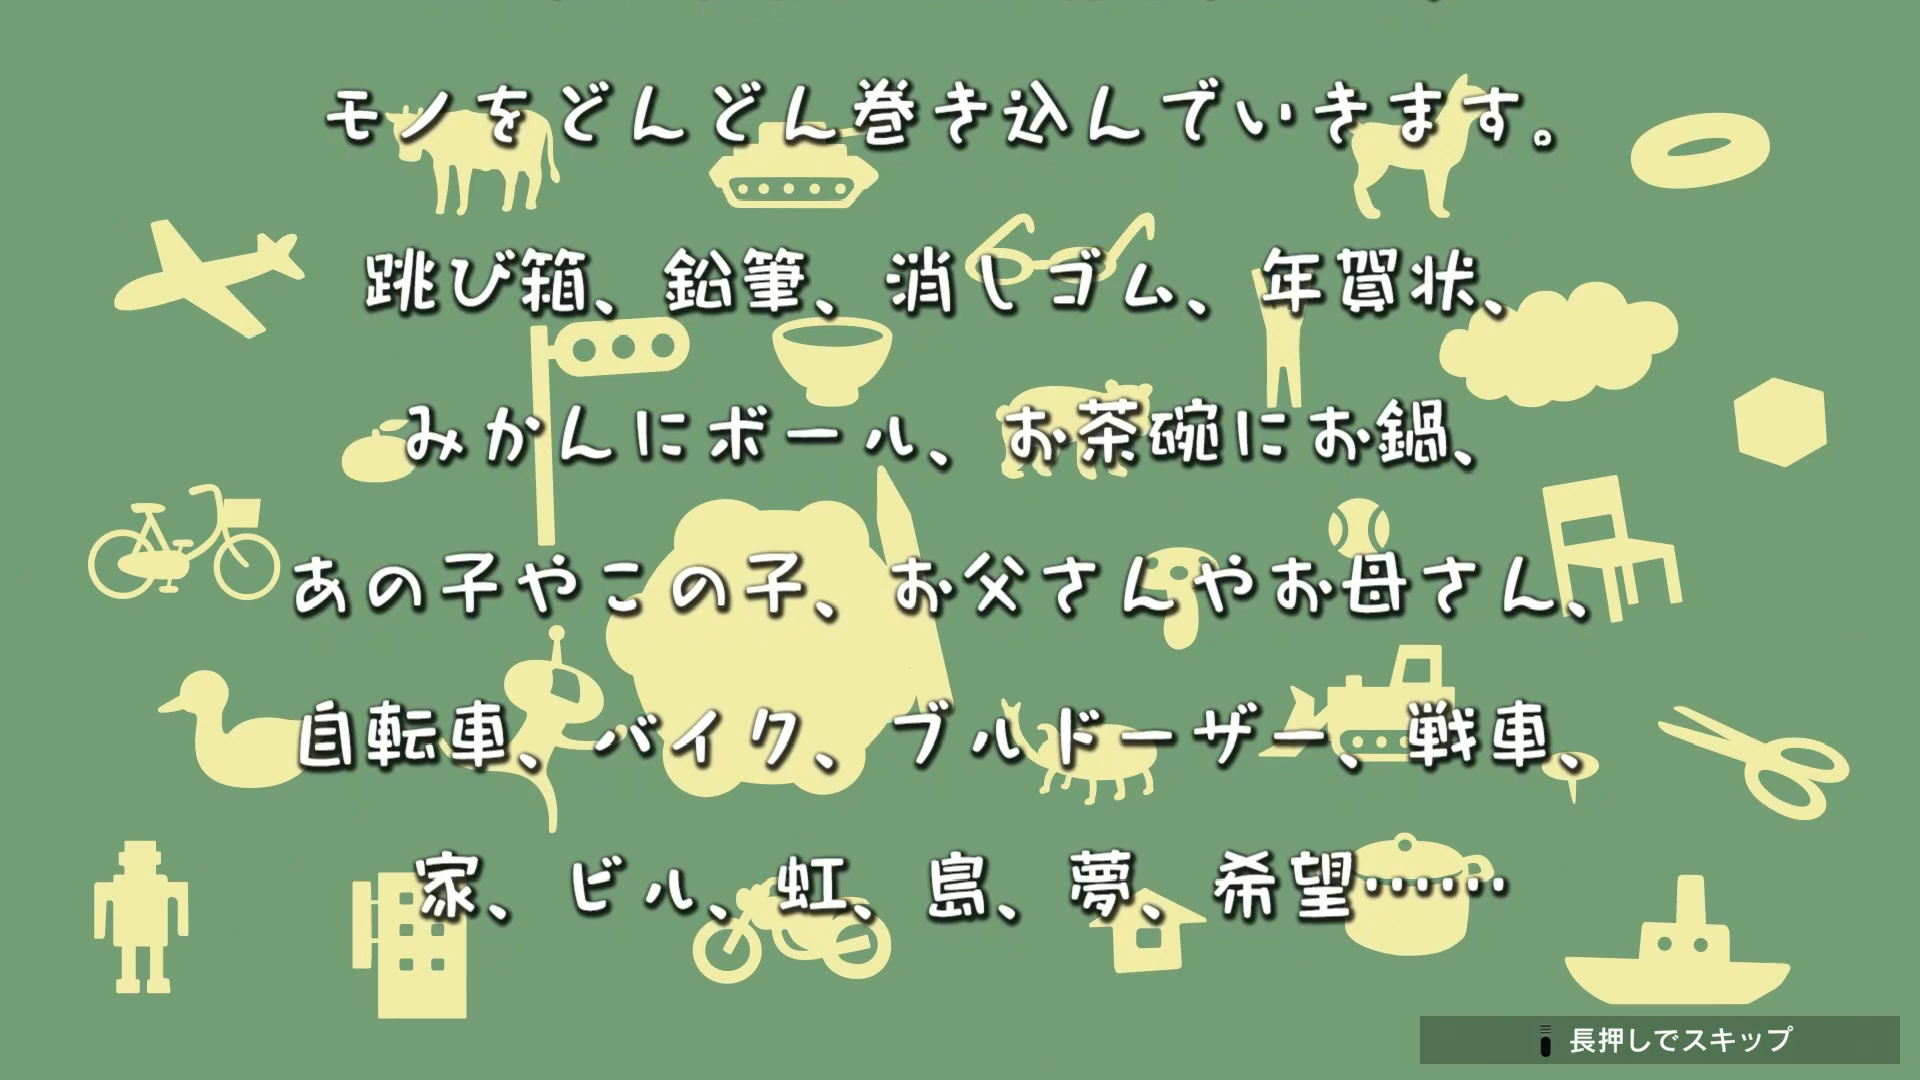 モノをどんどん巻き込んでいきます。
跳び箱、鉛筆、消しゴム、年賀状、
みかんにボール、お茶碗にお鍋、
あの子やこの子、お父さんやお母さん、
自転車、バイク、ブルドーザー、戦車、
家、ビル、虹、島、夢、希望……
長押しでスキップ